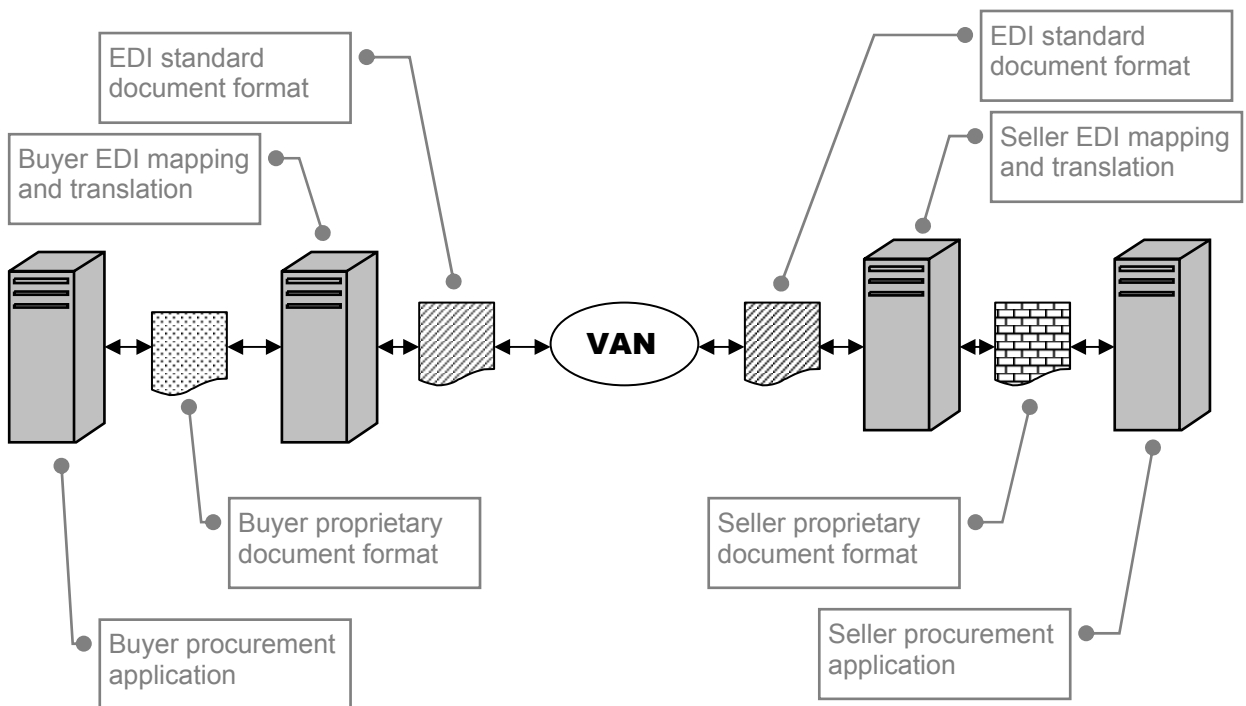 EDI standard
document format
EDI standard
document format
Buyer EDI mapping
and translation
Seller EDI mapping
and translation
VAN
Buyer proprietary
document format
Seller proprietary
document format
Buyer procurement
application
Seller procurement
application